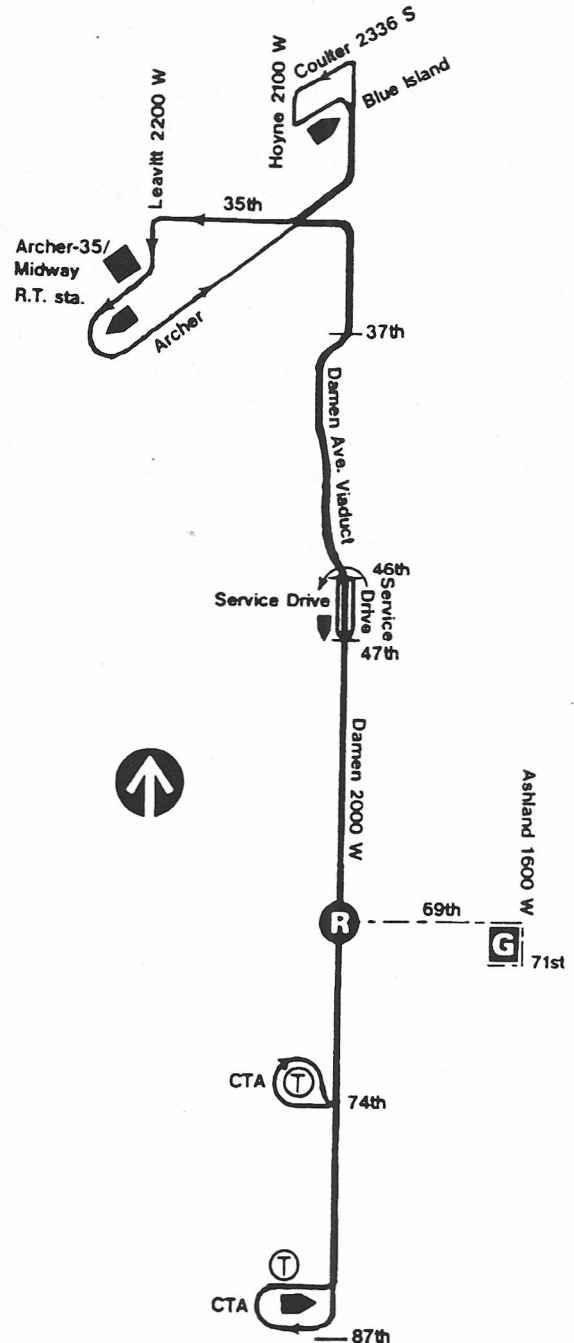 Coulter 2336 S
Hoyne 2100 W
Blue Island
Leavitt 2200 W
35th
Archer-35/
Midway
R.T. sta.
Archer
37th
Damen Ave. Viaduct
46th
Service Drive
Service
Drive
47th
Damen 2000 W
Ashland 1600 W
R
69th
G
71st
CTA
T
74th
T
CTA
87th